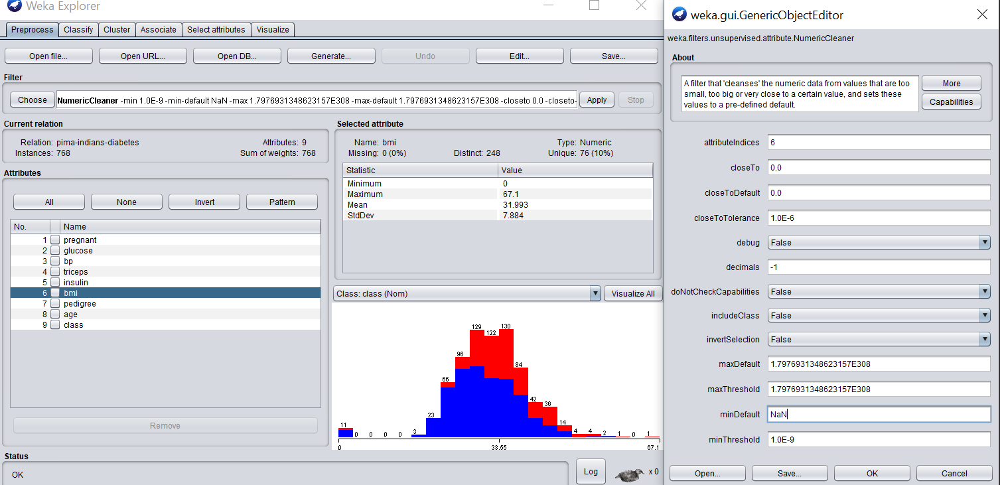 Weka Explorer
Preprocess Classify Cluster Associate Select attributes Visualize
Open file... Open URL... Open DB... Generate... Undo Edit... Save...
Filter
Choose NumericCleaner -min 1.0E-9 -min-default NaN -max 1.7976931348623157E308 -max-default 1.7976931348623157E308 -closeto 0.0 -closeto- Apply Stop
Current relation
Relation: pima-indians-diabetes Attributes: 9
Instances: 768 Sum of weights: 768
Attributes
All None Invert Pattern
No. Name
1 pregnant
2 glucose
3 bp
4 triceps
5 insulin
6 bmi
7 pedigree
8 age
9 class
Remove
Status
OK
Selected attribute
Name: bmi Type: Numeric
Missing: 0 (0%) Distinct: 248 Unique: 76 (10%)
Statistic Value
Minimum 0
Maximum 67.1
Mean 31.993
StdDev 7.884
Class: class (Nom) Visualize All
11 0 0 0 0 3 23 66 96 129 122 130 84 42 36 14 4 4 2 1 0 1
0 33.55 67.1
Log x 0
weka.gui.GenericObjectEditor
weka.filters.unsupervised.attribute.NumericCleaner
About
A filter that 'cleanses' the numeric data from values that are too
small, too big or very close to a certain value, and sets these
values to a pre-defined default.
More
Capabilities
attributeIndices 6
closeTo 0.0
closeToDefault 0.0
closeToTolerance 1.0E-6
debug False
decimals -1
doNotCheckCapabilities False
includeClass False
invertSelection False
maxDefault 1.7976931348623157E308
maxThreshold 1.7976931348623157E308
minDefault NaN
minThreshold 1.0E-9
Open... Save... OK Cancel